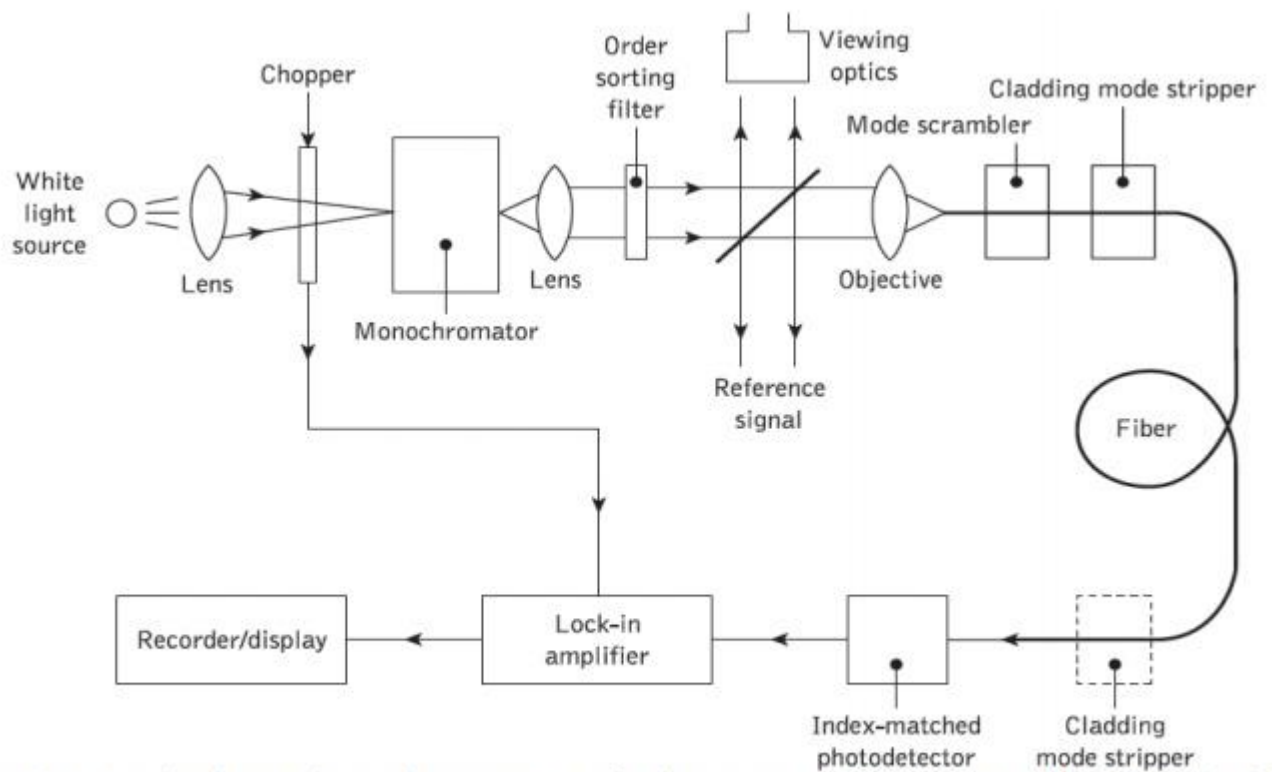 White
light
source
Lens
Chopper
Monochromator
Lens
Order
sorting
filter
Viewing
optics
Reference
signal
Objective
Mode scrambler
Cladding mode stripper
Fiber
Recorder/display
Lock-in
amplifier
Index-matched
photodetector
Cladding
mode stripper